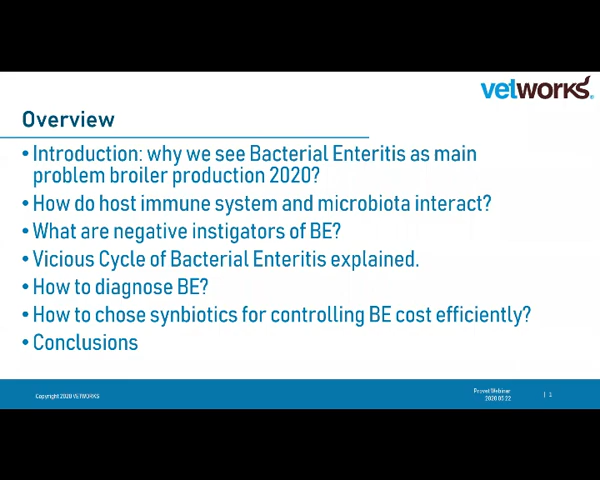 vetworks
Overview
• Introduction: why we see Bacterial Enteritis as main
problem broiler production 2020?
• How do host immune system and microbiota interact?
• What are negative instigators of BE?
• Vicious Cycle of Bacterial Enteritis explained.
• How to diagnose BE?
• How to chose synbiotics for controlling BE cost efficiently?
• Conclusions
Copyright 2020 VETWORKS
Provet Webinar
2020 05 22
| 1